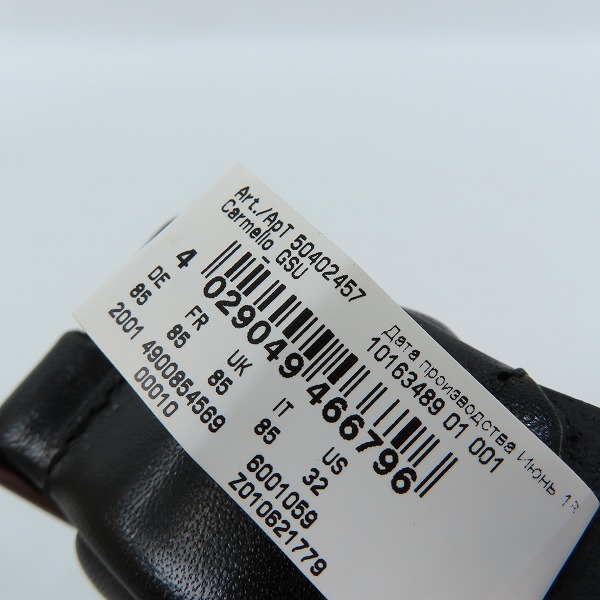 Art./Арт 50402457
Carmello_GSU
Дата производства Июнь 18
10163489 01 001
4 029049 466796
DE FR UK IT US
85 85 85 85 32
2001 4900854569 6001059
00010 Z010621779